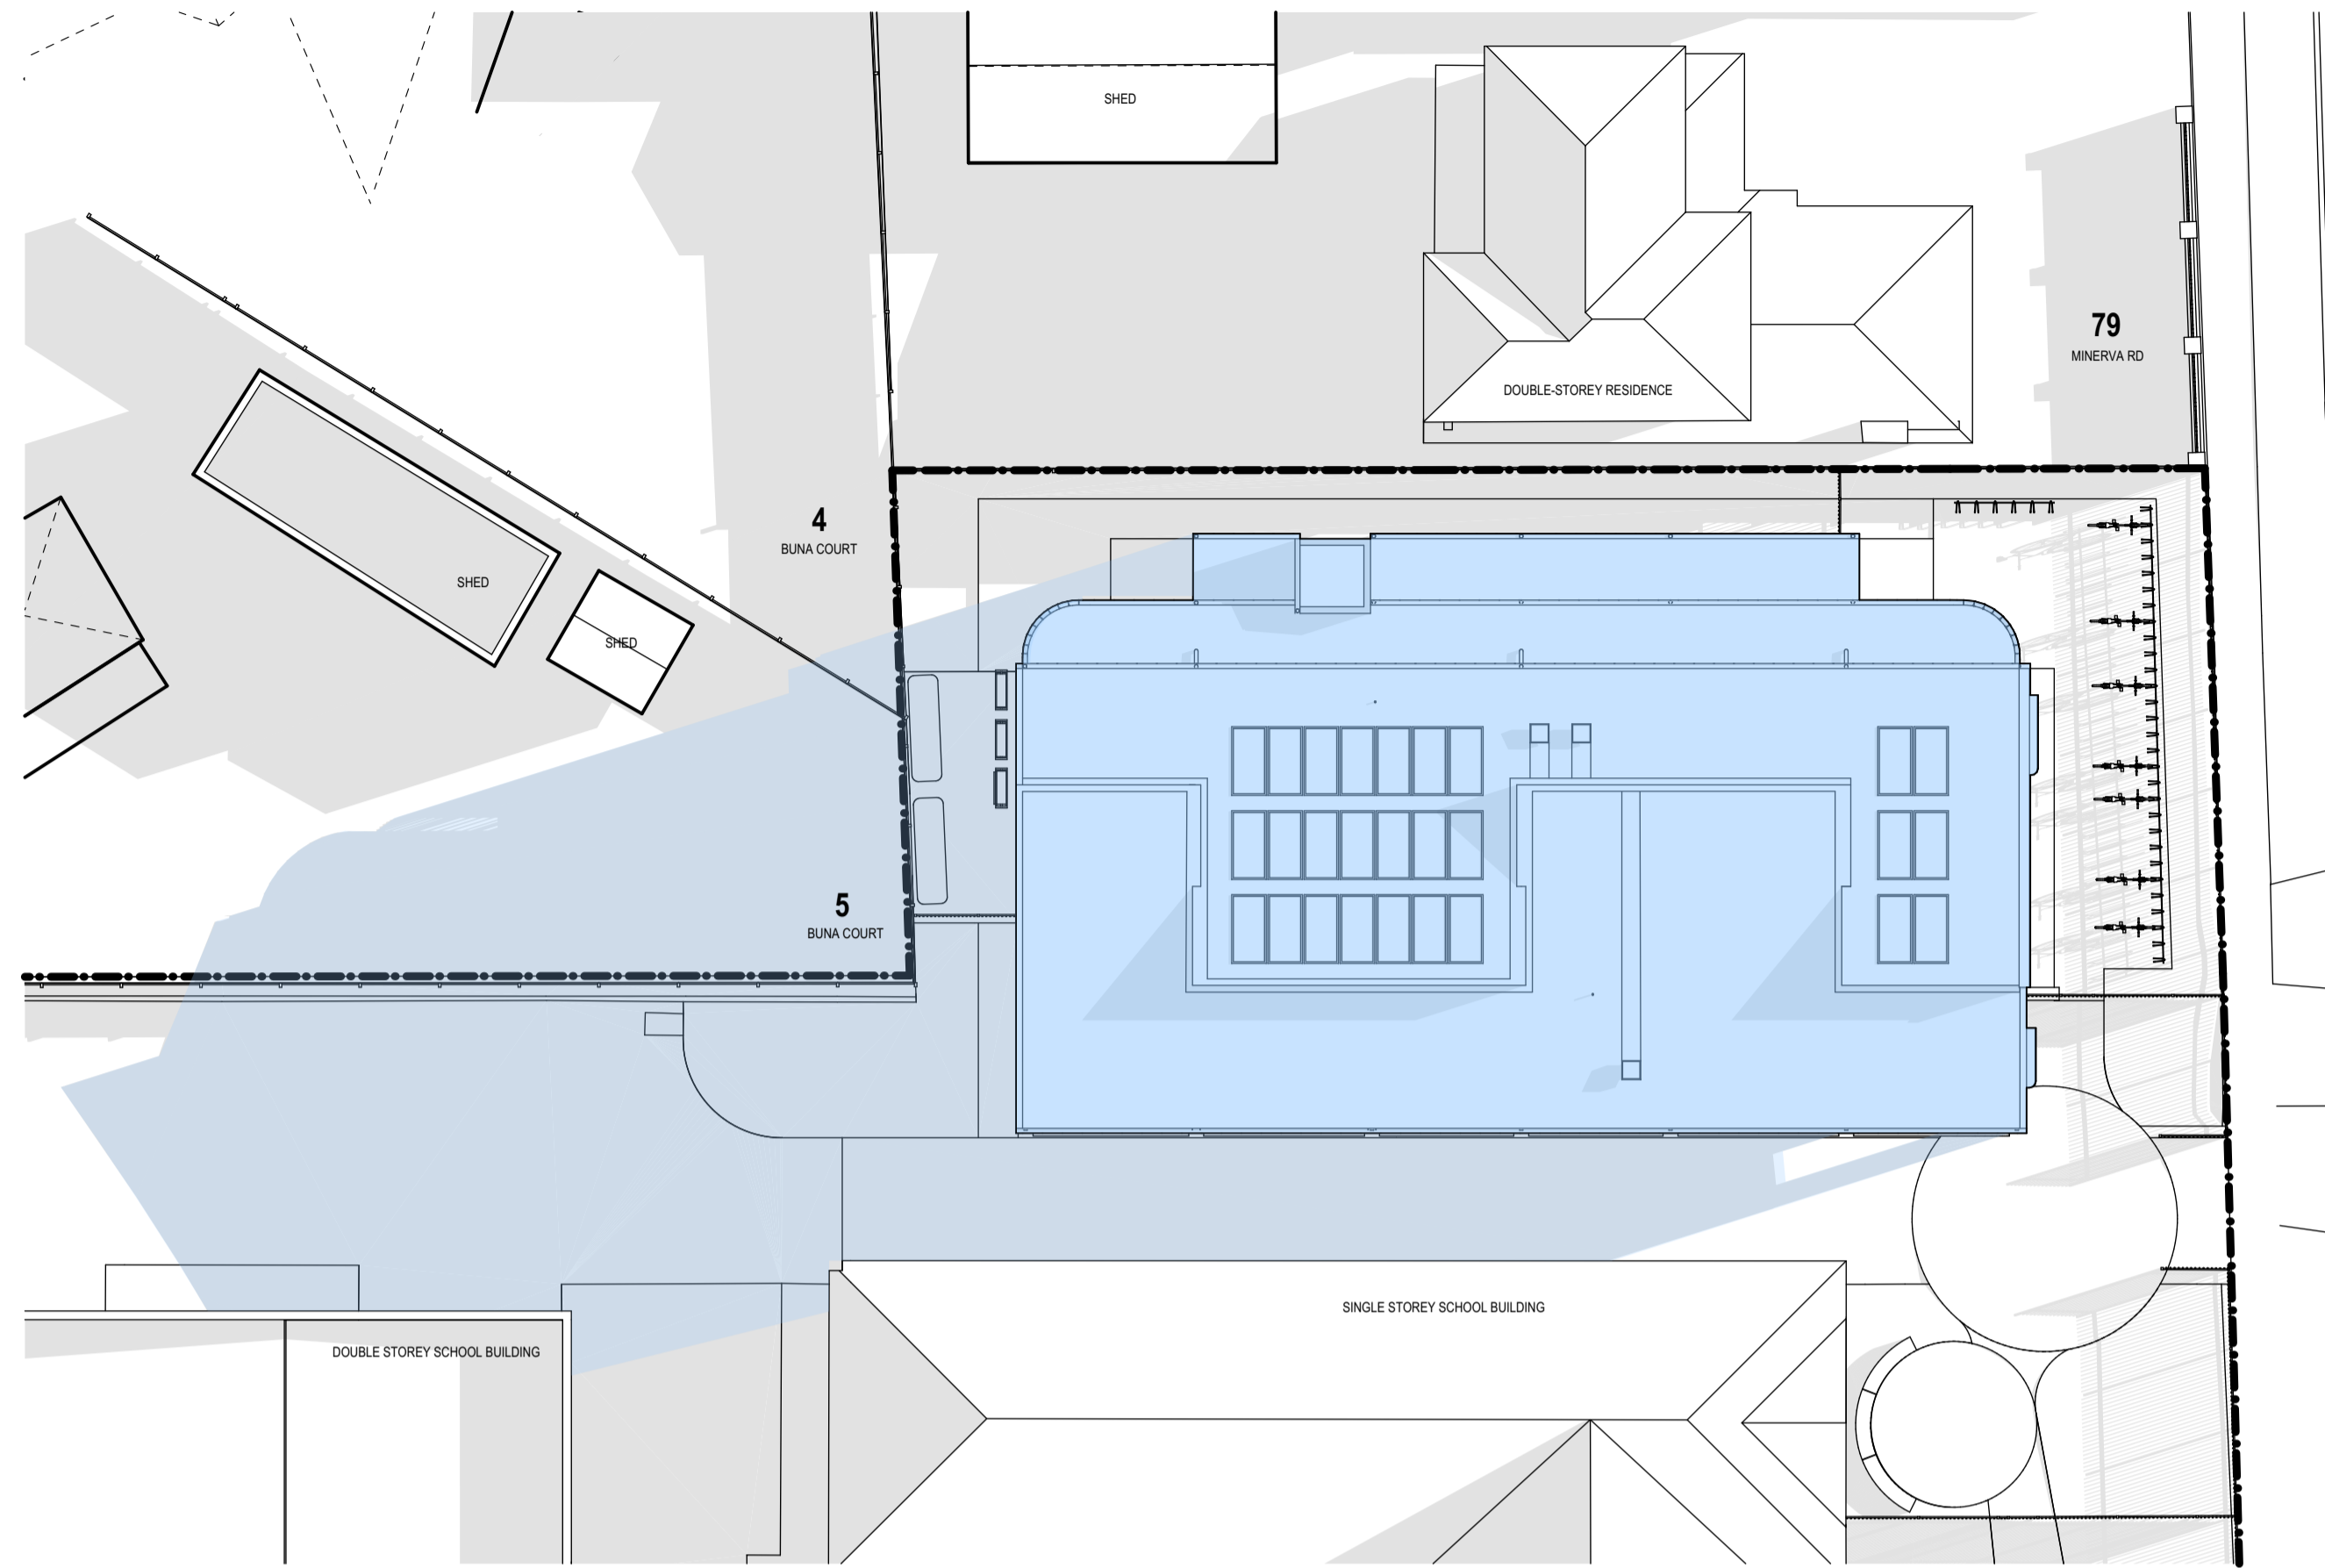 SHED
79
MINERVA RD
DOUBLE-STOREY RESIDENCE
4
BUNA COURT
SHED
SHED
5
BUNA COURT
SINGLE STOREY SCHOOL BUILDING
DOUBLE STOREY SCHOOL BUILDING